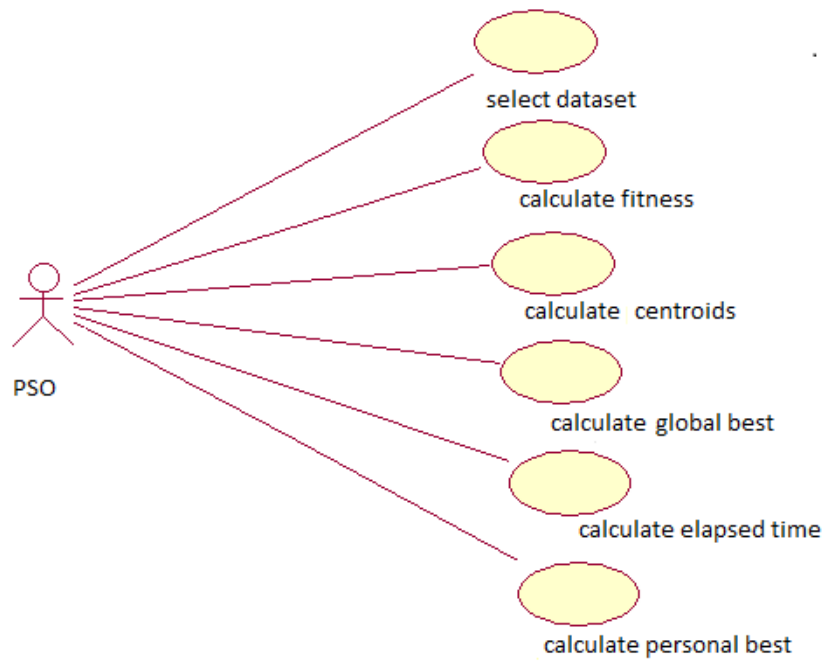 select dataset
calculate fitness
calculate centroids
PSO
calculate global best
calculate elapsed time
calculate personal best